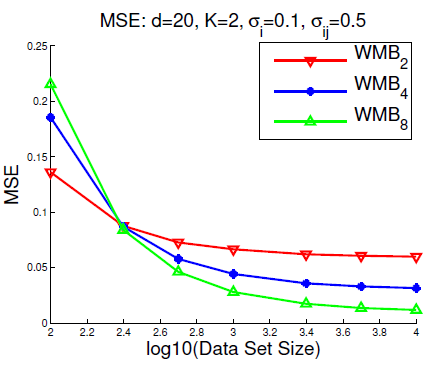 MSE: d=20, K=2, σi=0.1, σij=0.5
WMB2
WMB4
WMB8
MSE
0.25
0.2
0.15
0.1
0.05
0
2 2.2 2.4 2.6 2.8 3 3.2 3.4 3.6 3.8 4
log10(Data Set Size)